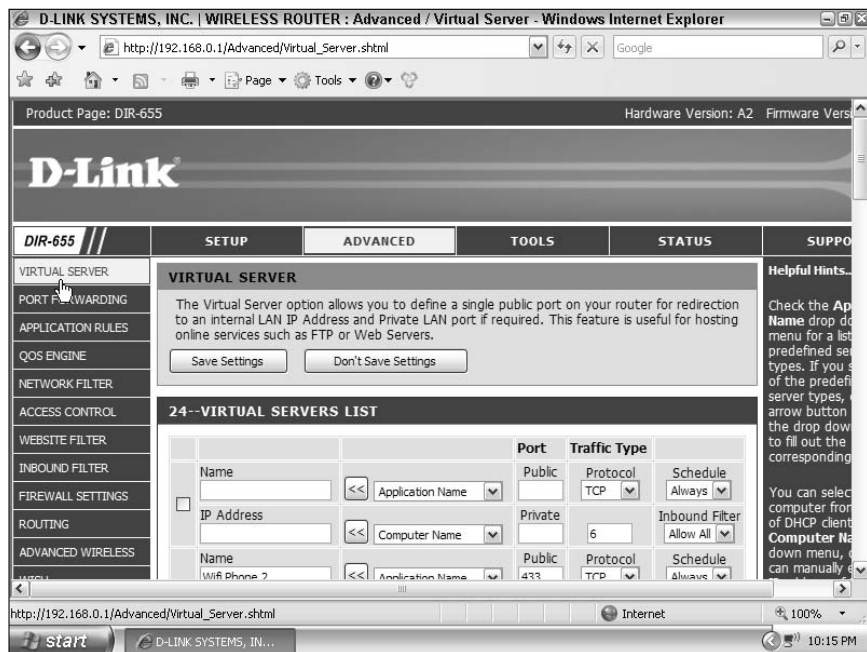 D-LINK SYSTEMS, INC. | WIRELESS ROUTER : Advanced / Virtual Server - Windows Internet Explorer
http://192.168.0.1/Advanced/Virtual_Server.shtml
Google
Page
Tools
Product Page: DIR-655
Hardware Version: A2 Firmware Versi
D-Link
DIR-655
SETUP
ADVANCED
TOOLS
STATUS
SUPPO
VIRTUAL SERVER
PORT FORWARDING
APPLICATION RULES
QOS ENGINE
NETWORK FILTER
ACCESS CONTROL
WEBSITE FILTER
INBOUND FILTER
FIREWALL SETTINGS
ROUTING
ADVANCED WIRELESS
WISH
VIRTUAL SERVER
The Virtual Server option allows you to define a single public port on your router for redirection
to an internal LAN IP Address and Private LAN port if required. This feature is useful for hosting
online services such as FTP or Web Servers.
Save Settings
Don't Save Settings
24--VIRTUAL SERVERS LIST
Port
Traffic Type
Name
<<
Application Name
Public
Protocol
TCP
Schedule
Always
IP Address
<<
Computer Name
Private
6
Inbound Filter
Allow All
Name
Wifi Phone 2
<<
Application Name
Public
433
Protocol
TCP
Schedule
Always
Helpful Hints..
Check the Ap
Name drop do
menu for a list
predefined ser
types. If you s
of the predefi
server types,
arrow button
the drop dow
to fill out the
corresponding
You can selec
computer from
of DHCP client
Computer Na
down menu, o
can manually e
http://192.168.0.1/Advanced/Virtual_Server.shtml
Internet
100%
start
D-LINK SYSTEMS, IN...
10:15 PM